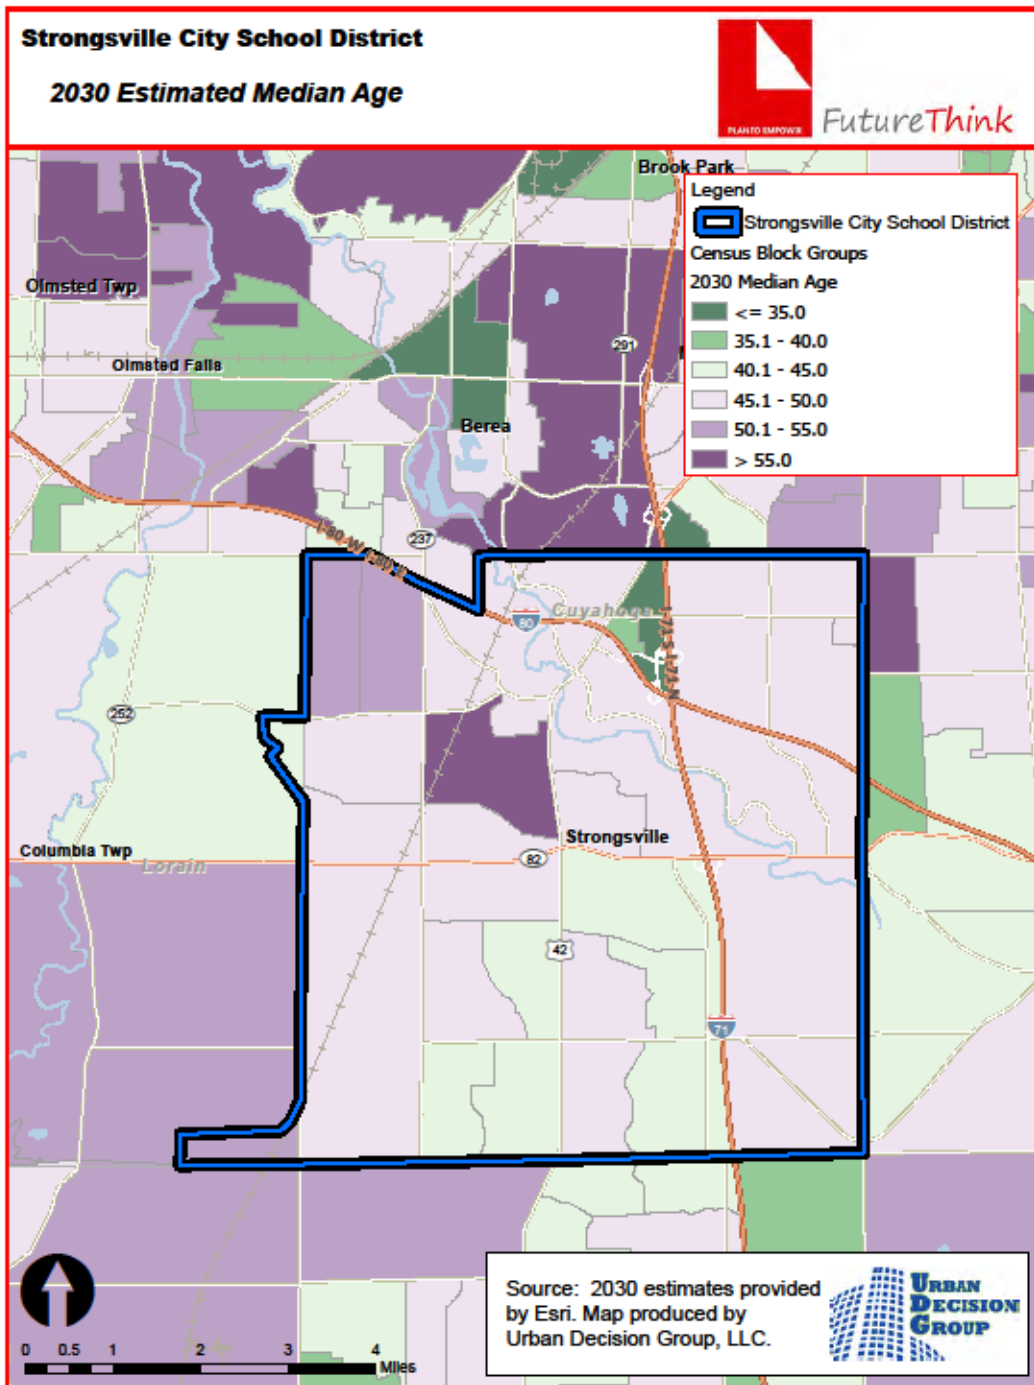 Strongsville City School District
2030 Estimated Median Age
PLAN TO EMPOWER
FutureThink
Brook Park
Legend
Strongsville City School District
Census Block Groups
2030 Median Age
<= 35.0
35.1 - 40.0
40.1 - 45.0
45.1 - 50.0
50.1 - 55.0
> 55.0
Olmsted Twp
291
Olmsted Falls
Berea
237
I-80 W I-80 E
Cuyahoga
80
I-71 S I-71 N
252
Strongsville
Columbia Twp
82
Lorain
42
71
Source: 2030 estimates provided
by Esri. Map produced by
Urban Decision Group, LLC.
URBAN
DECISION
GROUP
0 0.5 1 2 3 4
Miles